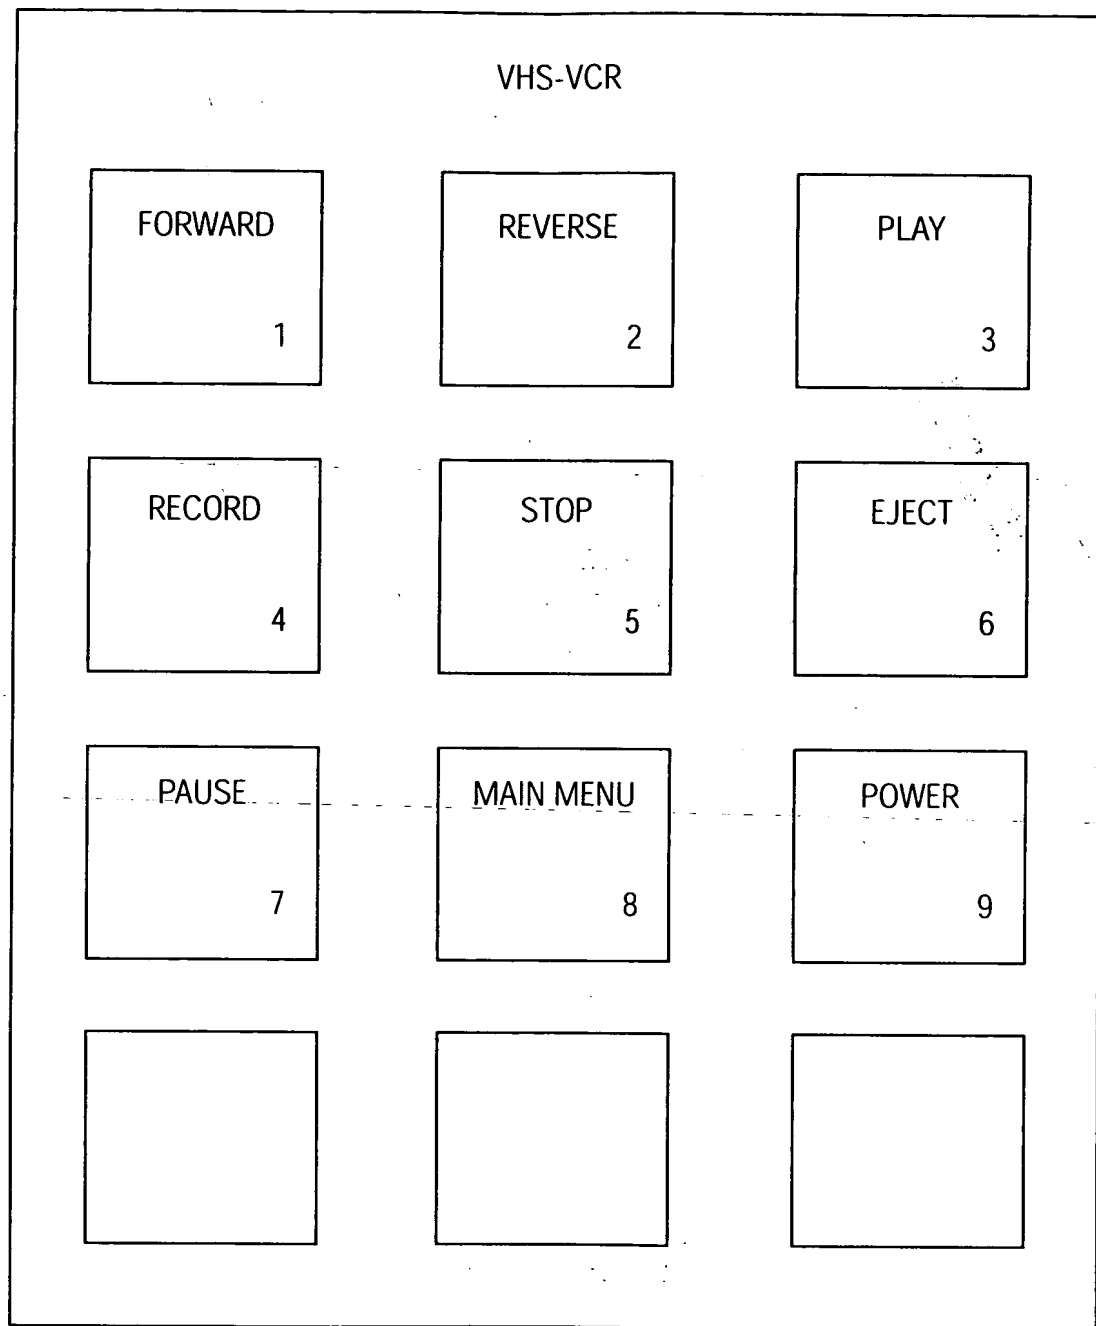 VHS-VCR
FORWARD REVERSE PLAY
1 2 3
RECORD STOP EJECT
4 5 6
PAUSE MAIN MENU POWER
7 8 9